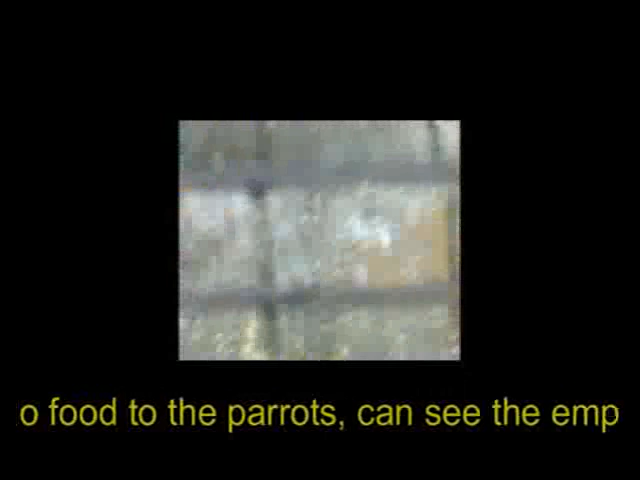 o food to the parrots, can see the emp